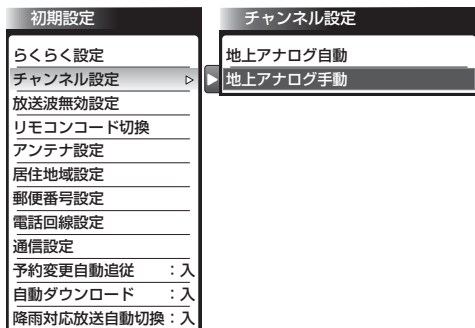 初期設定
らくらく設定
チャンネル設定
放送波無効設定
リモコンコード切換
アンテナ設定
居住地域設定
郵便番号設定
電話回線設定
通信設定
予約変更自動追従 ：入
自動ダウンロード ：入
降雨対応放送自動切換：入
チャンネル設定
地上アナログ自動
地上アナログ手動